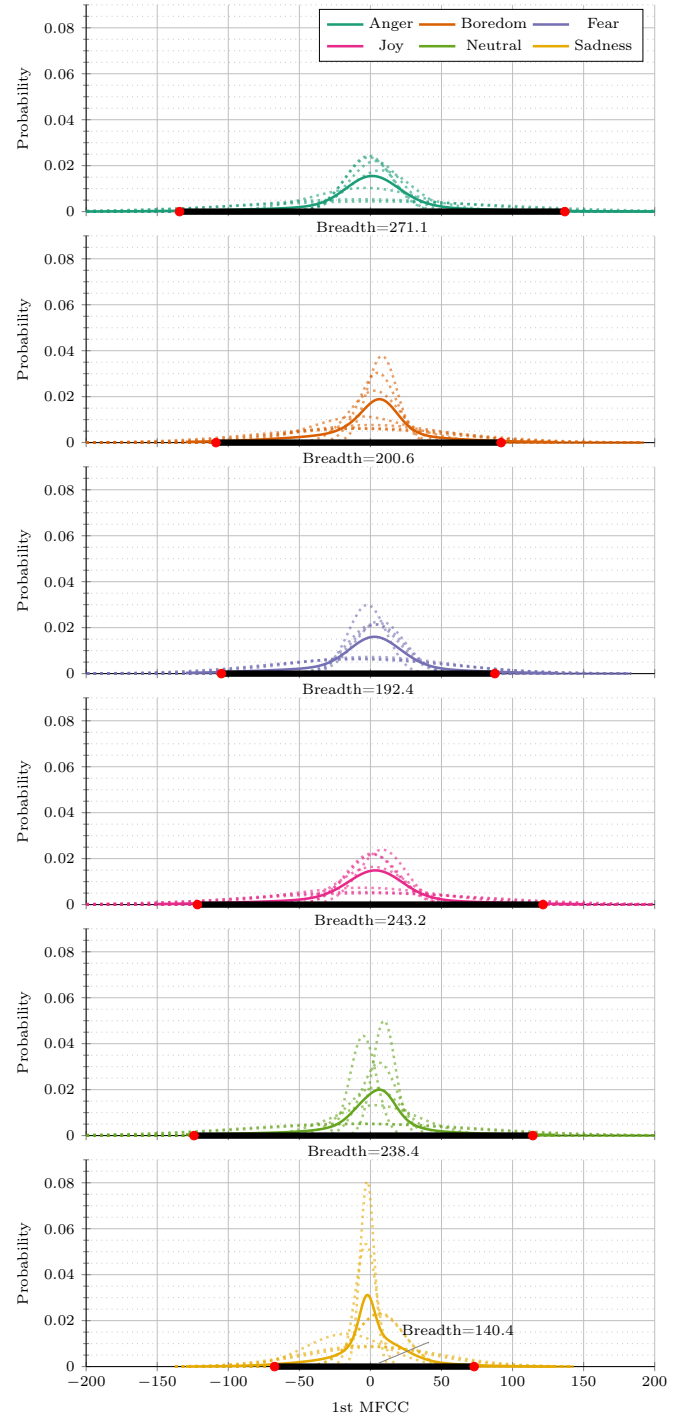 Anger Boredom Fear
Joy Neutral Sadness
Probability
0.08
0.06
0.04
0.02
0
Breadth=271.1
Probability
0.08
0.06
0.04
0.02
0
Breadth=200.6
Probability
0.08
0.06
0.04
0.02
0
Breadth=192.4
Probability
0.08
0.06
0.04
0.02
0
Breadth=243.2
Probability
0.08
0.06
0.04
0.02
0
Breadth=238.4
Probability
0.08
0.06
0.04
0.02
Breadth=140.4
0
−200 −150 −100 −50 0 50 100 150 200
1st MFCC